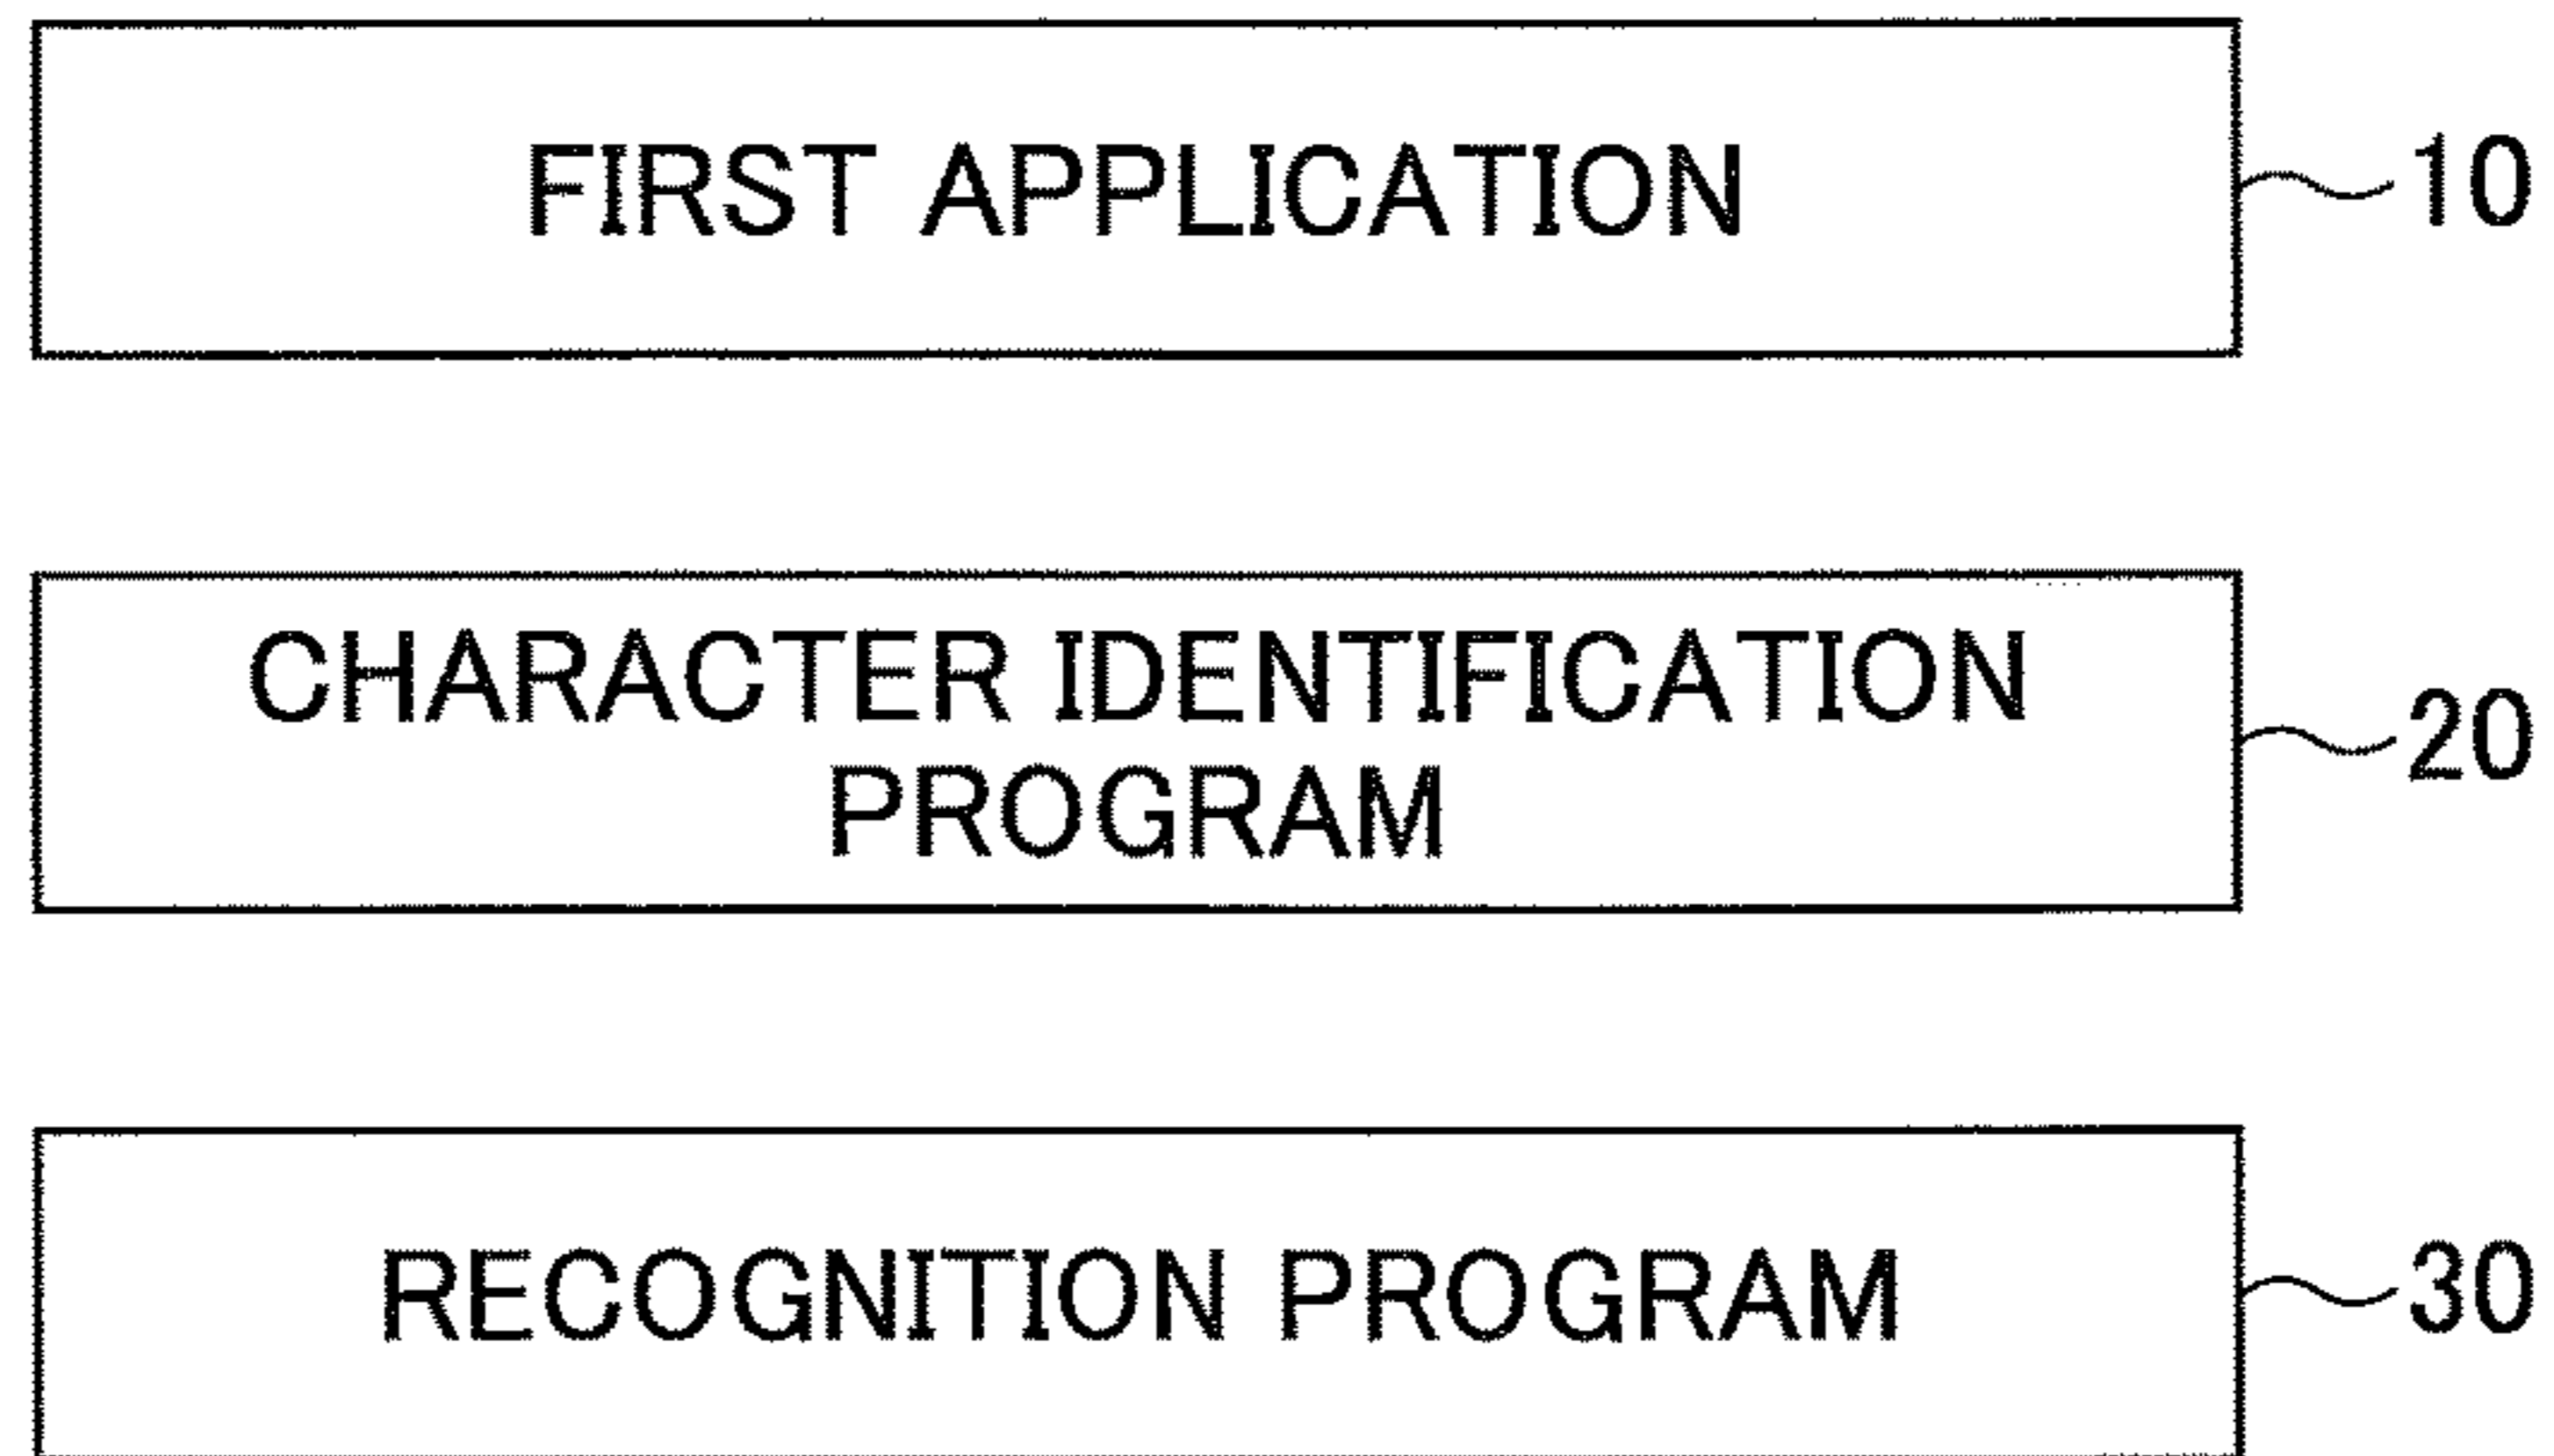 FIRST APPLICATION
10
CHARACTER IDENTIFICATION
PROGRAM
20
RECOGNITION PROGRAM
30